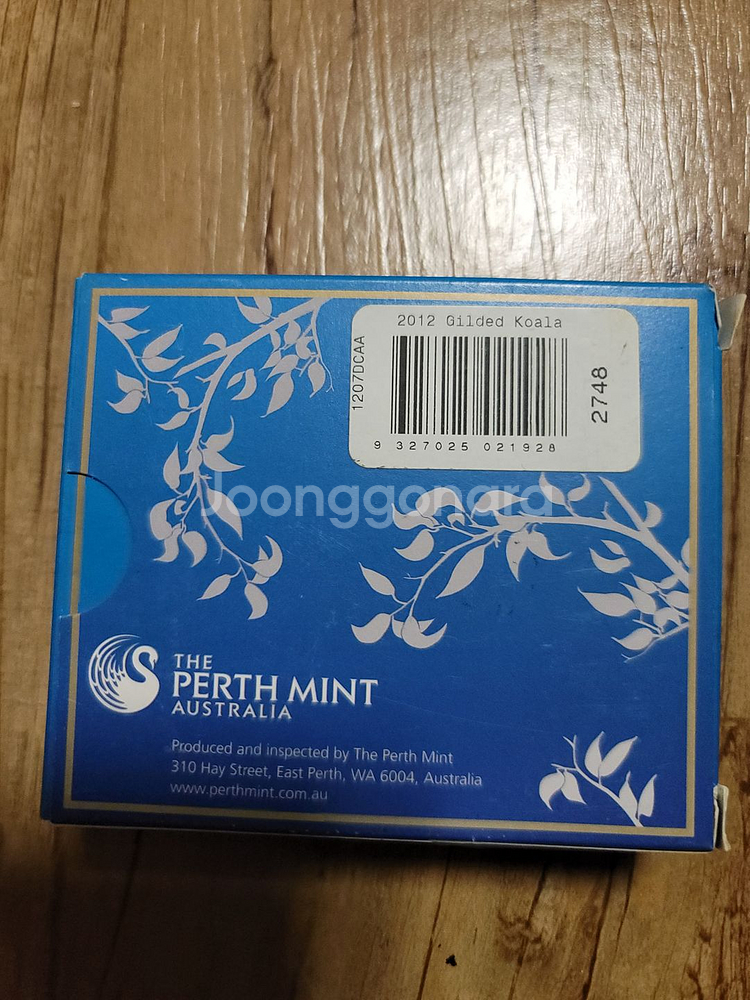 2012 Gilded Koala
1207DCAA
2748
9 327025 021928
Joonggonara
THE
PERTH MINT
AUSTRALIA
Produced and inspected by The Perth Mint
310 Hay Street, East Perth, WA 6004, Australia
www.perthmint.com.au